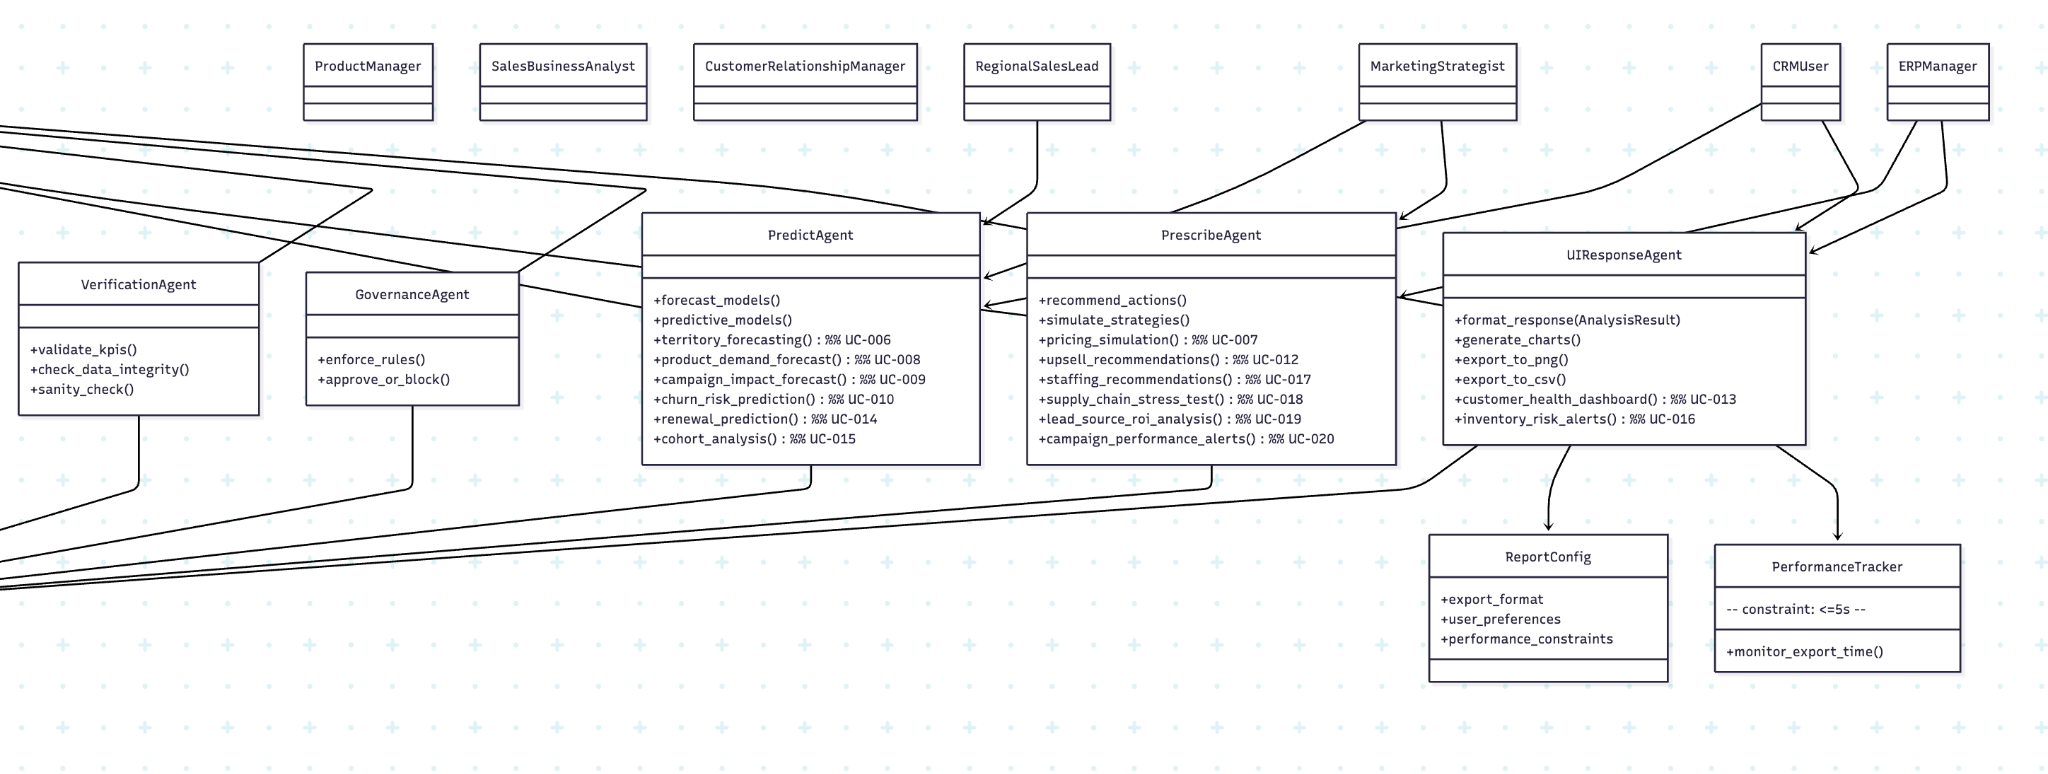 ProductManager
SalesBusinessAnalyst
CustomerRelationshipManager
RegionalSalesLead
MarketingStrategist
CRMUser
ERPManager
VerificationAgent
+validate_kpis()
+check_data_integrity()
+sanity_check()
GovernanceAgent
+enforce_rules()
+approve_or_block()
PredictAgent
+forecast_models()
+predictive_models()
+territory_forecasting() : %% UC-006
+product_demand_forecast() : %% UC-008
+campaign_impact_forecast() : %% UC-009
+churn_risk_prediction() : %% UC-010
+renewal_prediction() : %% UC-014
+cohort_analysis() : %% UC-015
PrescribeAgent
+recommend_actions()
+simulate_strategies()
+pricing_simulation() : %% UC-007
+upsell_recommendations() : %% UC-012
+staffing_recommendations() : %% UC-017
+supply_chain_stress_test() : %% UC-018
+lead_source_roi_analysis() : %% UC-019
+campaign_performance_alerts() : %% UC-020
UIResponseAgent
+format_response(AnalysisResult)
+generate_charts()
+export_to_png()
+export_to_csv()
+customer_health_dashboard() : %% UC-013
+inventory_risk_alerts() : %% UC-016
ReportConfig
+export_format
+user_preferences
+performance_constraints
PerformanceTracker
-- constraint: <=5s --
+monitor_export_time()